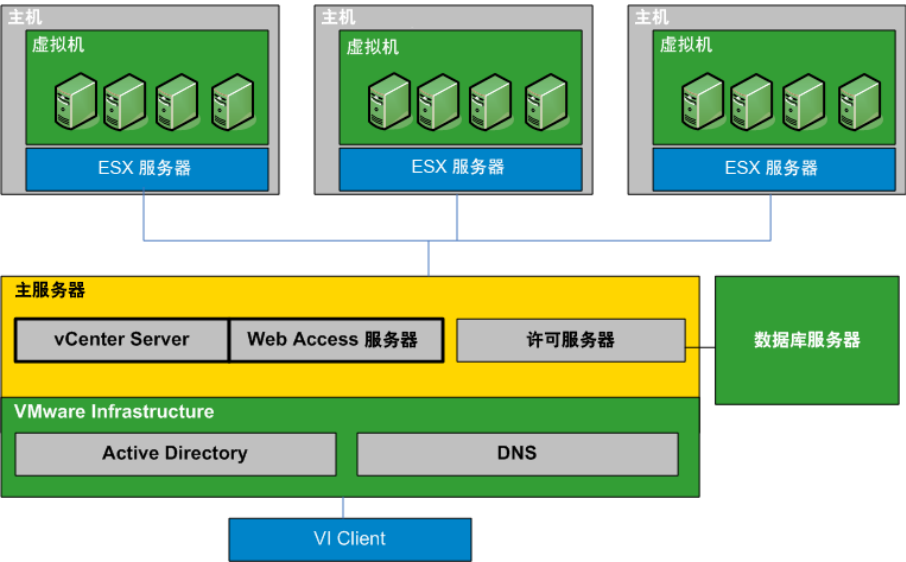 主机
虚拟机
ESX 服务器
主机
虚拟机
ESX 服务器
主机
虚拟机
ESX 服务器
主服务器
vCenter Server
Web Access 服务器
许可服务器
数据库服务器
VMware Infrastructure
Active Directory
DNS
VI Client